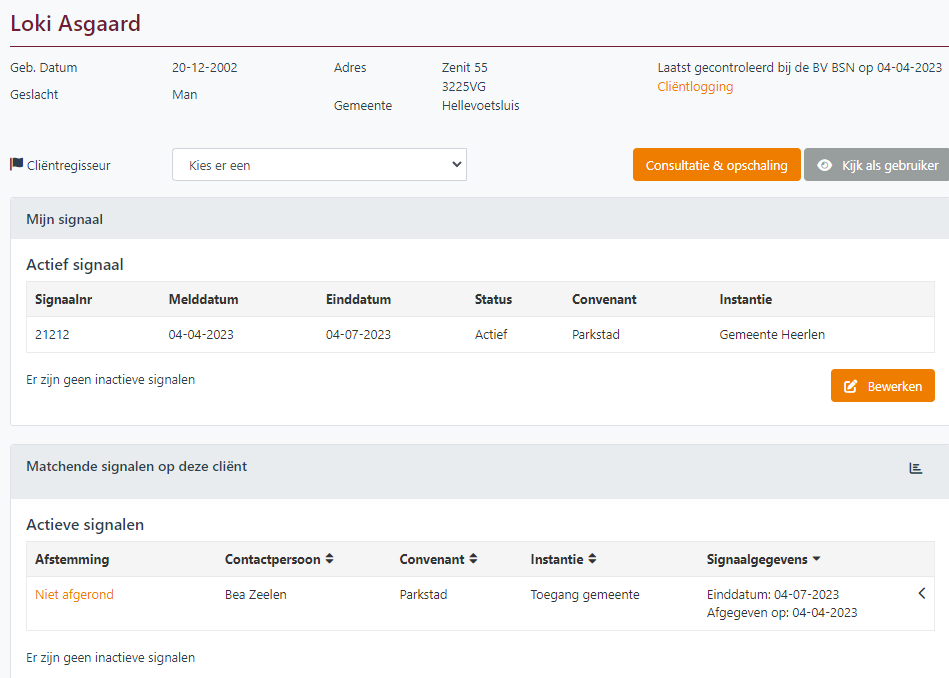 Loki Asgaard
Geb. Datum 20-12-2002 Adres Zenit 55 Laatst gecontroleerd bij de BV BSN op 04-04-2023
3225VG Cliëntlogging
Geslacht Man
Gemeente Hellevoetsluis
Cliëntregisseur Kies er een Consultatie & opschaling Kijk als gebruiker
Mijn signaal
Actief signaal
Signaalnr Melddatum Einddatum Status Convenant Instantie
21212 04-04-2023 04-07-2023 Actief Parkstad Gemeente Heerlen
Er zijn geen inactieve signalen
Bewerken
Matchende signalen op deze cliënt
Actieve signalen
Afstemming Contactpersoon Convenant Instantie Signaalgegevens
Niet afgerond Bea Zeelen Parkstad Toegang gemeente Einddatum: 04-07-2023
Afgegeven op: 04-04-2023
Er zijn geen inactieve signalen